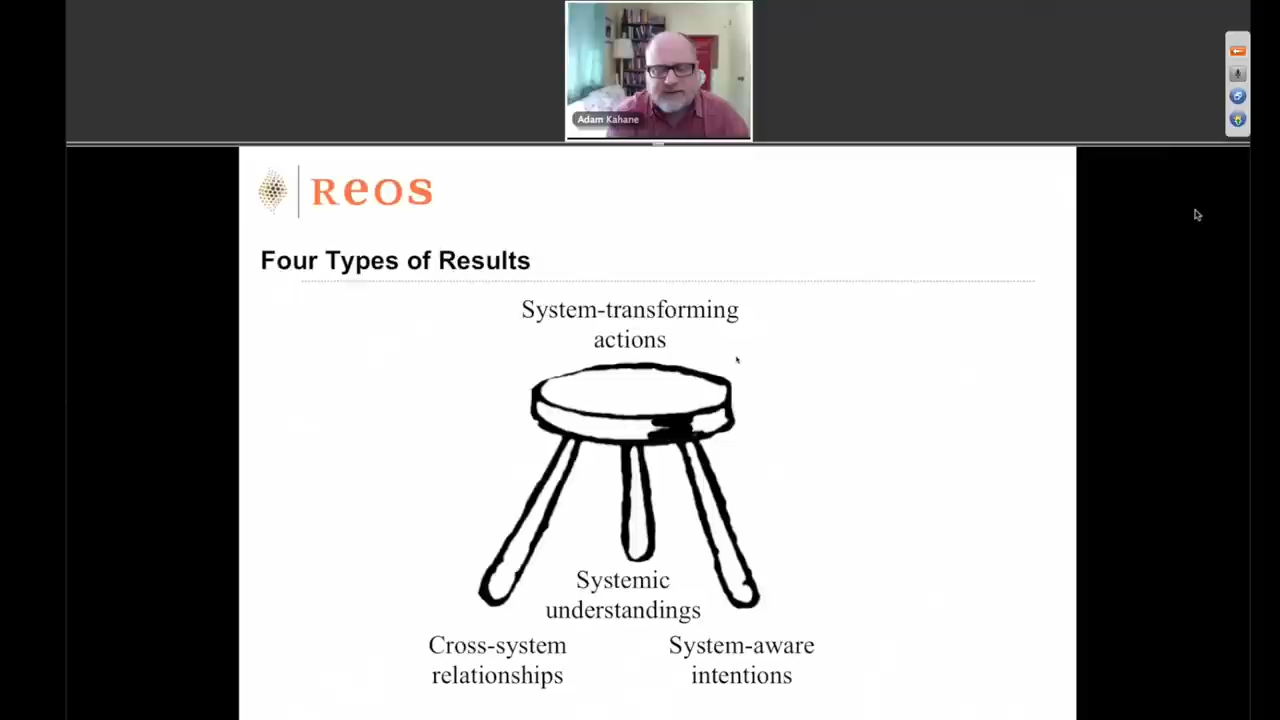 Adam Kahane
REOS
Four Types of Results
System-transforming
actions
Systemic
understandings
Cross-system
relationships
System-aware
intentions